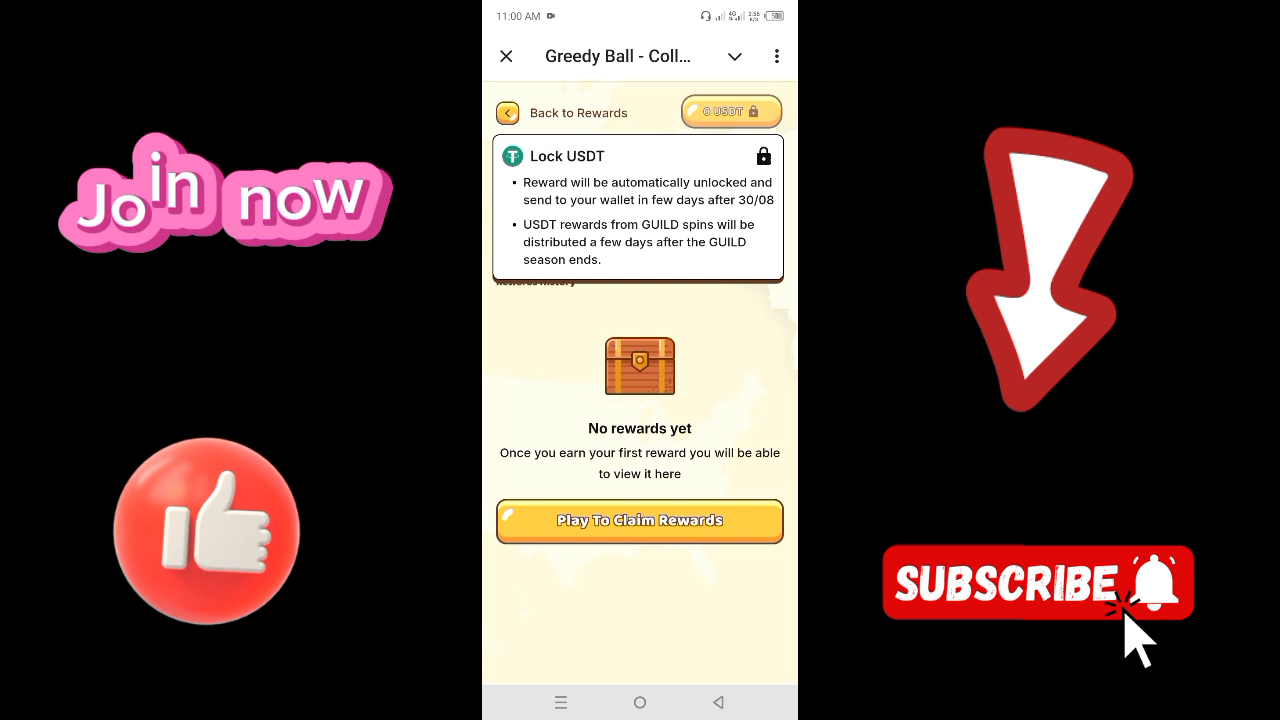 11:00 AM
4G
2.55
K/s
Greedy Ball - Coll...
Back to Rewards
0 USDT
Lock USDT
• Reward will be automatically unlocked and
send to your wallet in few days after 30/08
• USDT rewards from GUILD spins will be
distributed a few days after the GUILD
season ends.
No rewards yet
Once you earn your first reward you will be able
to view it here
Play To Claim Rewards
Join now
SUBSCRIBE